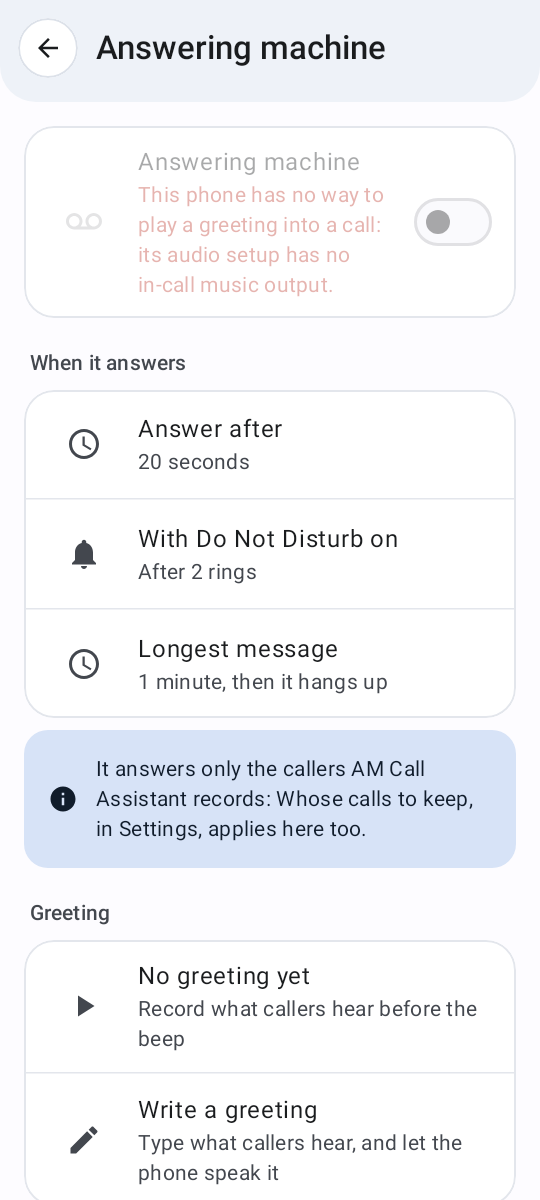 Answering machine
Answering machine
This phone has no way to
play a greeting into a call:
its audio setup has no
in-call music output.
When it answers
Answer after
20 seconds
With Do Not Disturb on
After 2 rings
Longest message
1 minute, then it hangs up
It answers only the callers AM Call
Assistant records: Whose calls to keep,
in Settings, applies here too.
Greeting
No greeting yet
Record what callers hear before the
beep
Write a greeting
Type what callers hear, and let the
phone speak it